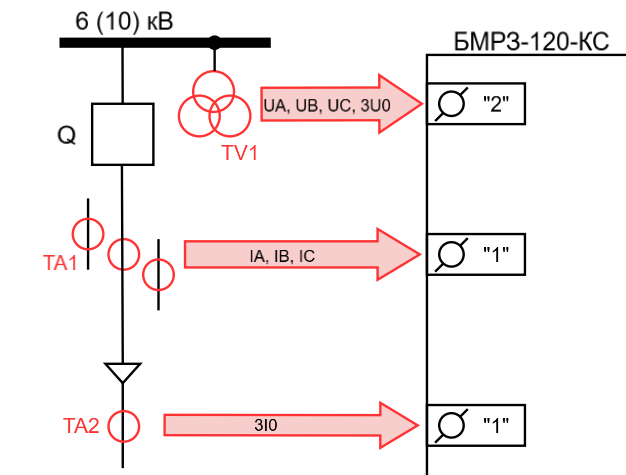 6 (10) кВ
БМРЗ-120-КС
UA, UB, UC, 3U0
"2"
Q
TV1
TA1
IA, IB, IC
"1"
TA2
3I0
"1"